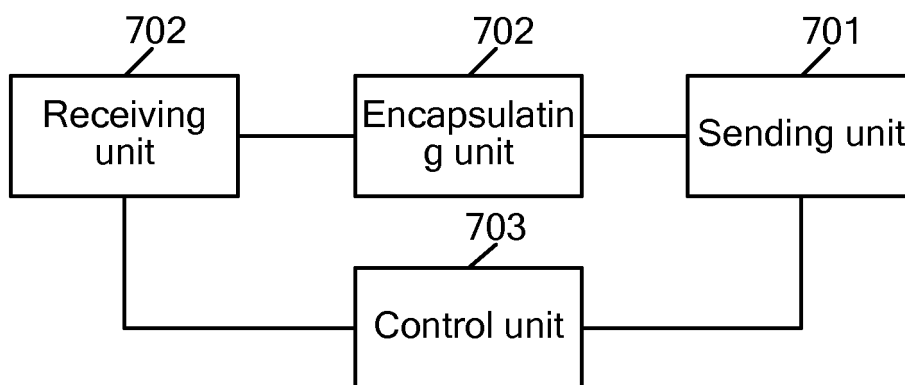 702
702
701
Receiving
unit
Encapsulatin
g unit
Sending unit
703
Control unit